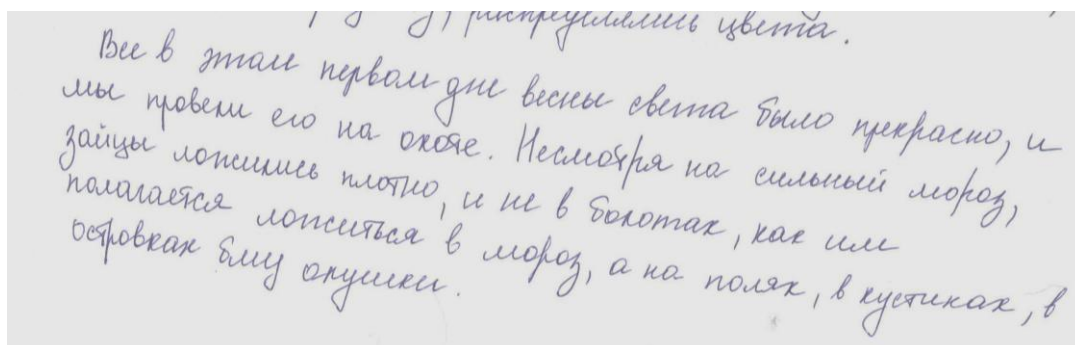 распределялись цвета.
Все в этом первом дне весны света было прекрасно, и
мы провели его на охоте. Несмотря на сильный мороз,
зайцы ложились плотно, и не в болотах, как им
полагается ложиться в мороз, а на полях, в кустиках, в
островках близ опушки.